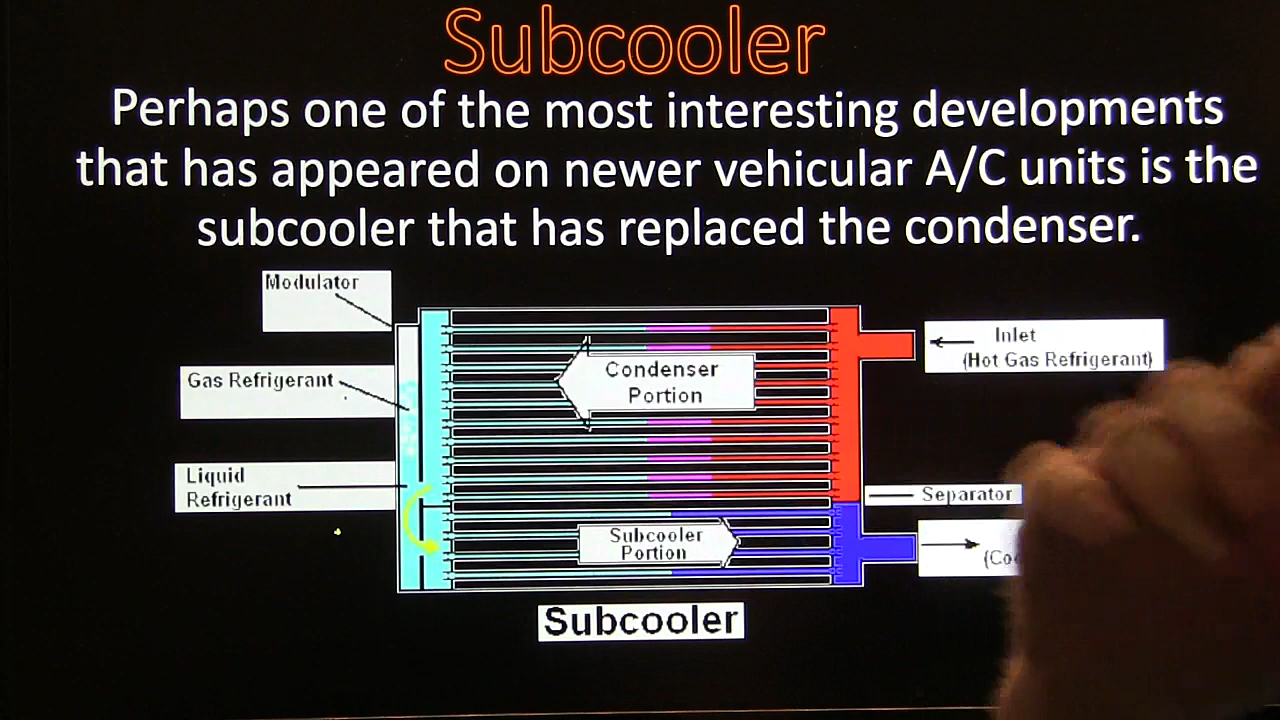 Subcooler
Perhaps one of the most interesting developments
that has appeared on newer vehicular A/C units is the
subcooler that has replaced the condenser.
Modulator
Inlet
(Hot Gas Refrigerant)
Condenser
Portion
Gas Refrigerant
Liquid
Refrigerant
Separator
Subcooler
Portion
Subcooler